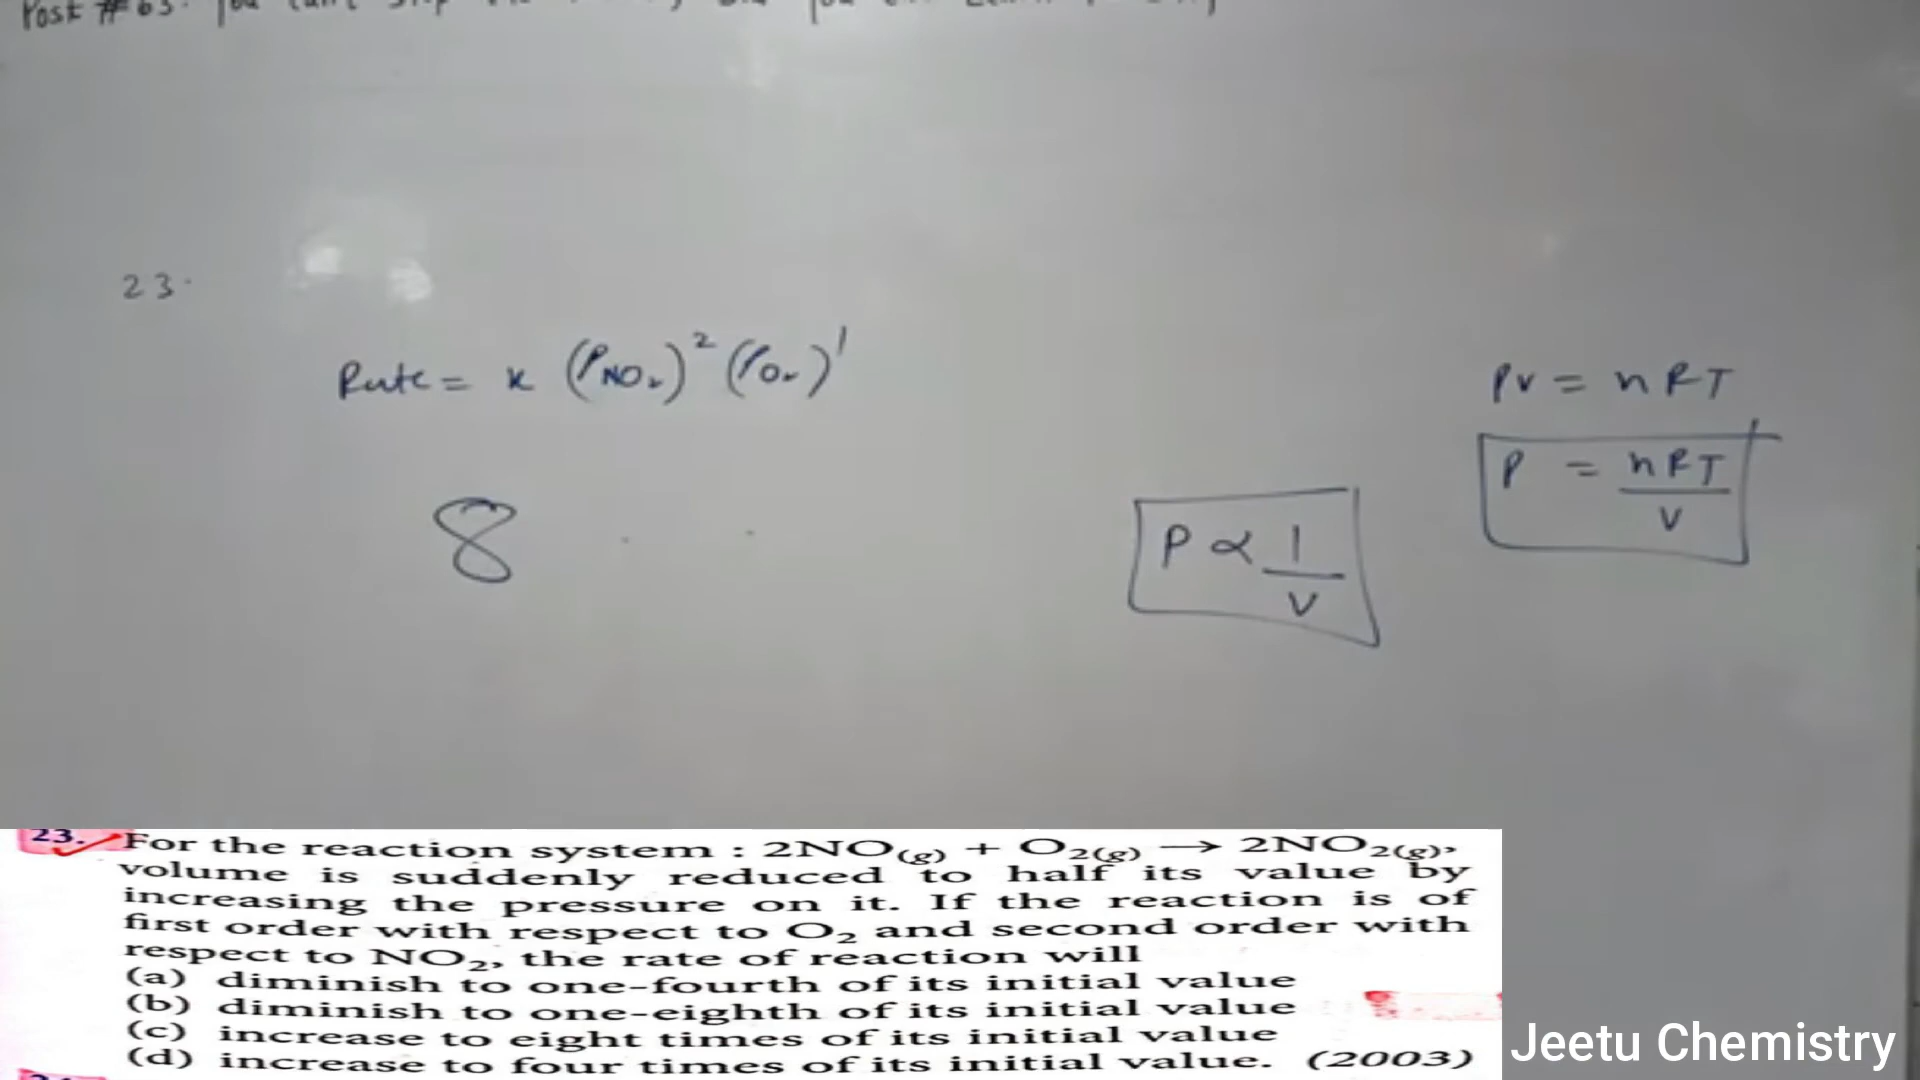 Post #63. You can't
23.
Rate = K (P_NO₂)² (P_O₂)¹
PV = nRT
P = nRT/V
8
P ∝ 1/V
23. For the reaction system : 2NO(g) + O₂(g) → 2NO₂(g),
volume is suddenly reduced to half its value by
increasing the pressure on it. If the reaction is of
first order with respect to O₂ and second order with
respect to NO₂, the rate of reaction will
(a) diminish to one-fourth of its initial value
(b) diminish to one-eighth of its initial value
(c) increase to eight times of its initial value
(d) increase to four times of its initial value. (2003)
Jeetu Chemistry